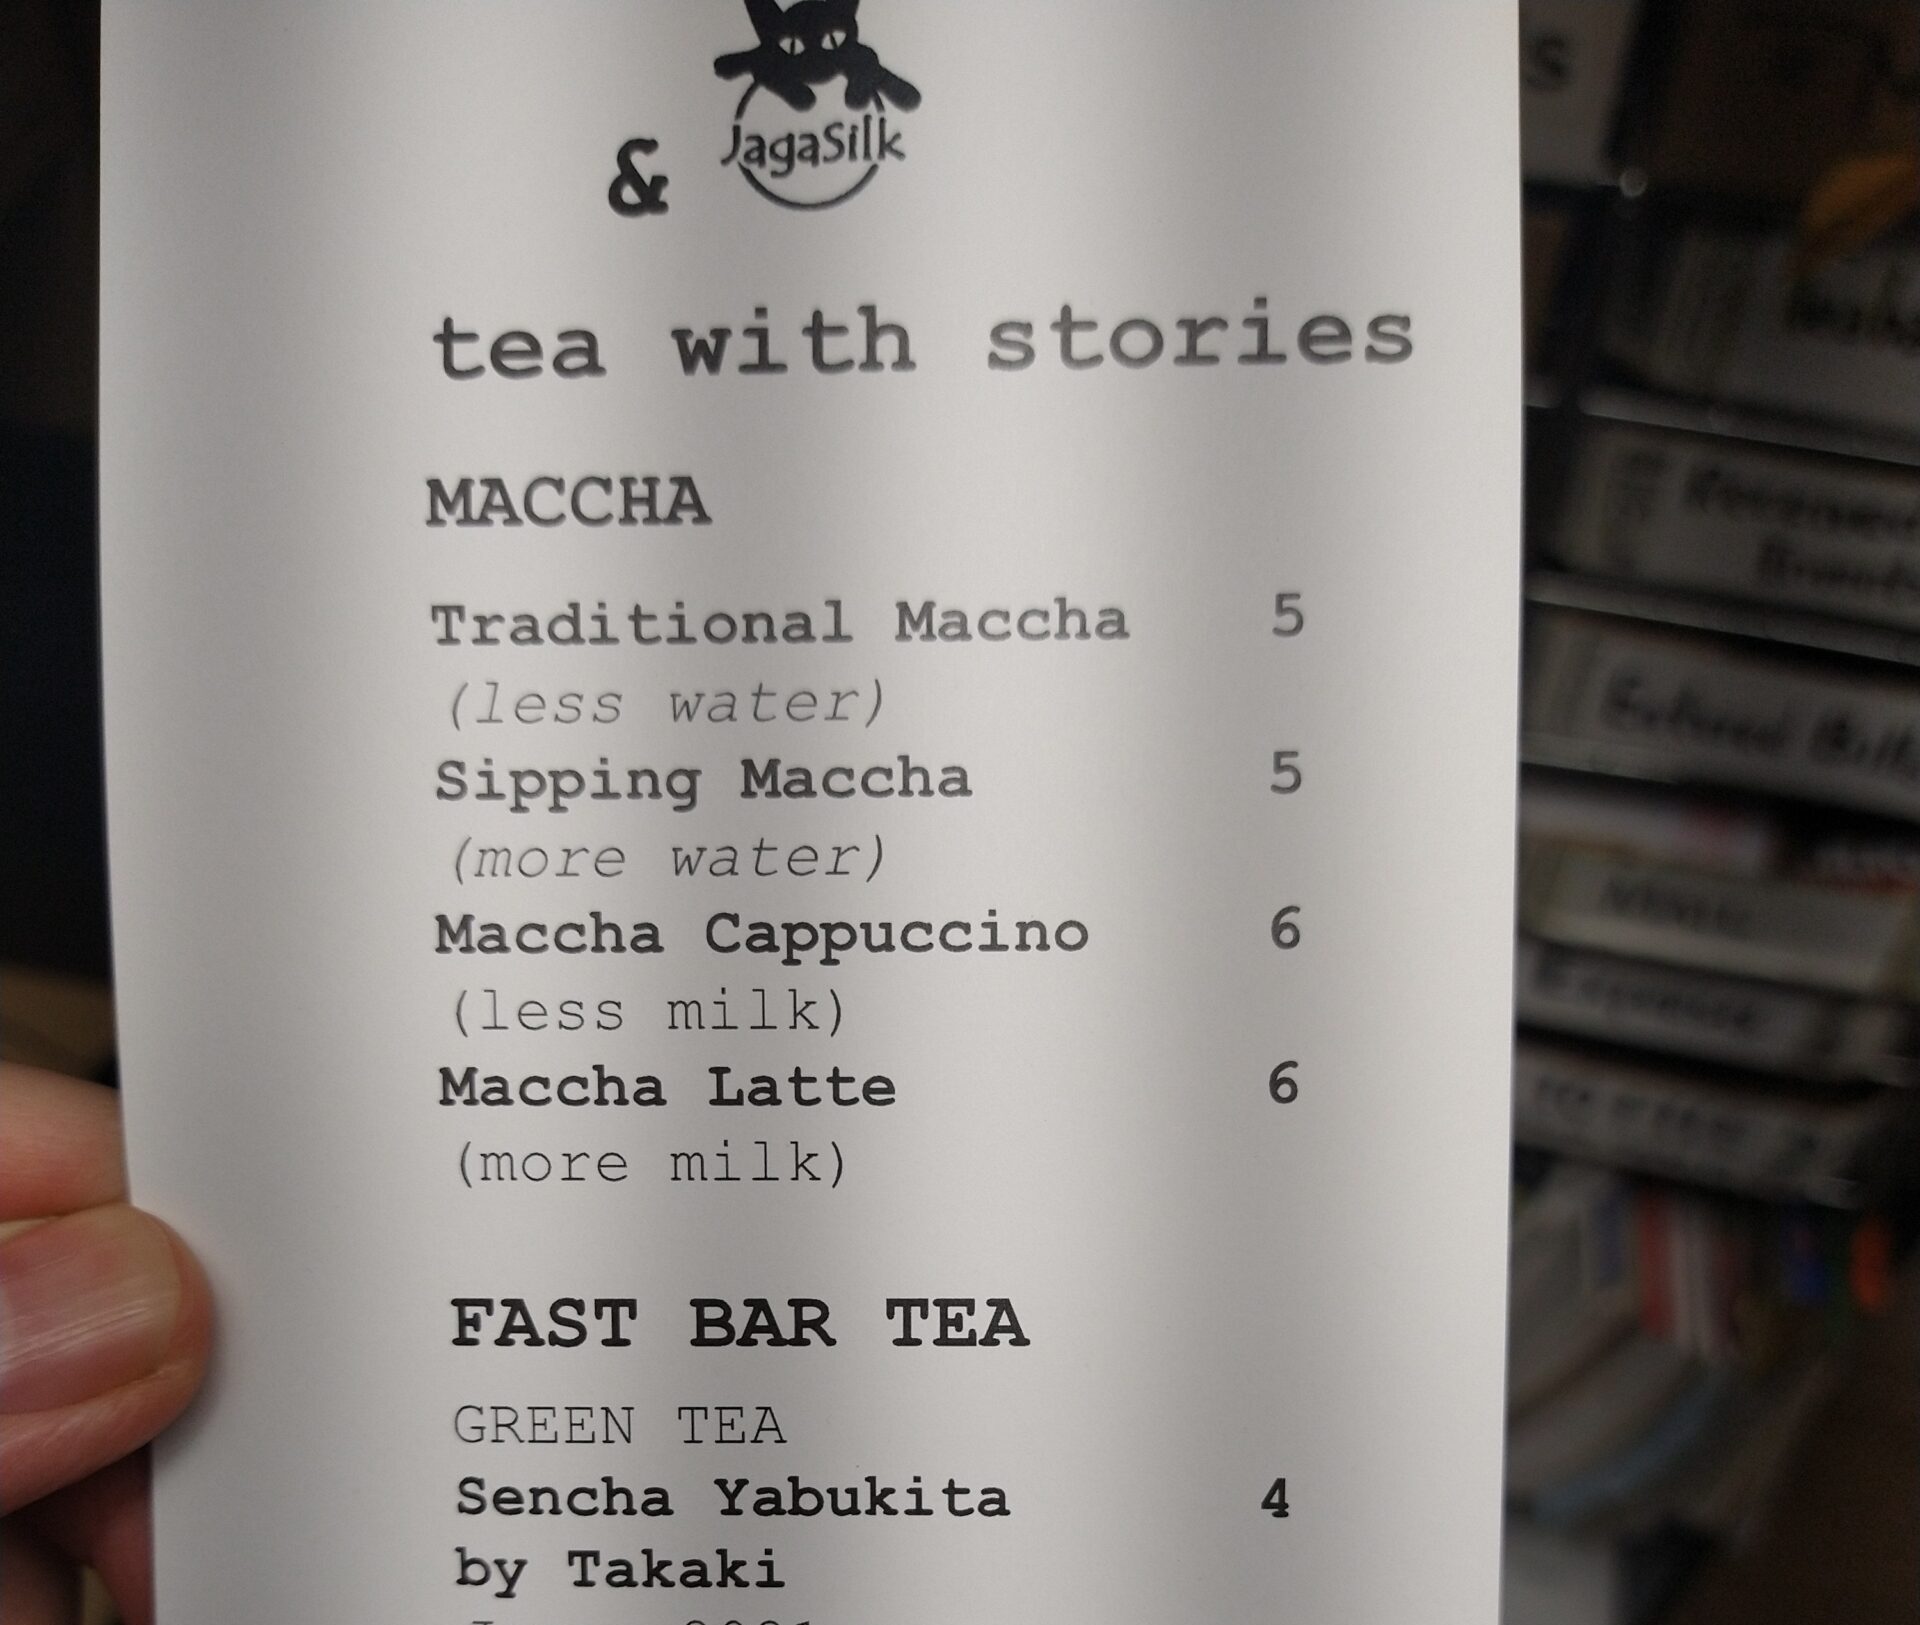 & JagaSilk
tea with stories
MACCHA
Traditional Maccha 5
(less water)
Sipping Maccha 5
(more water)
Maccha Cappuccino 6
(less milk)
Maccha Latte 6
(more milk)
FAST BAR TEA
GREEN TEA
Sencha Yabukita 4
by Takaki